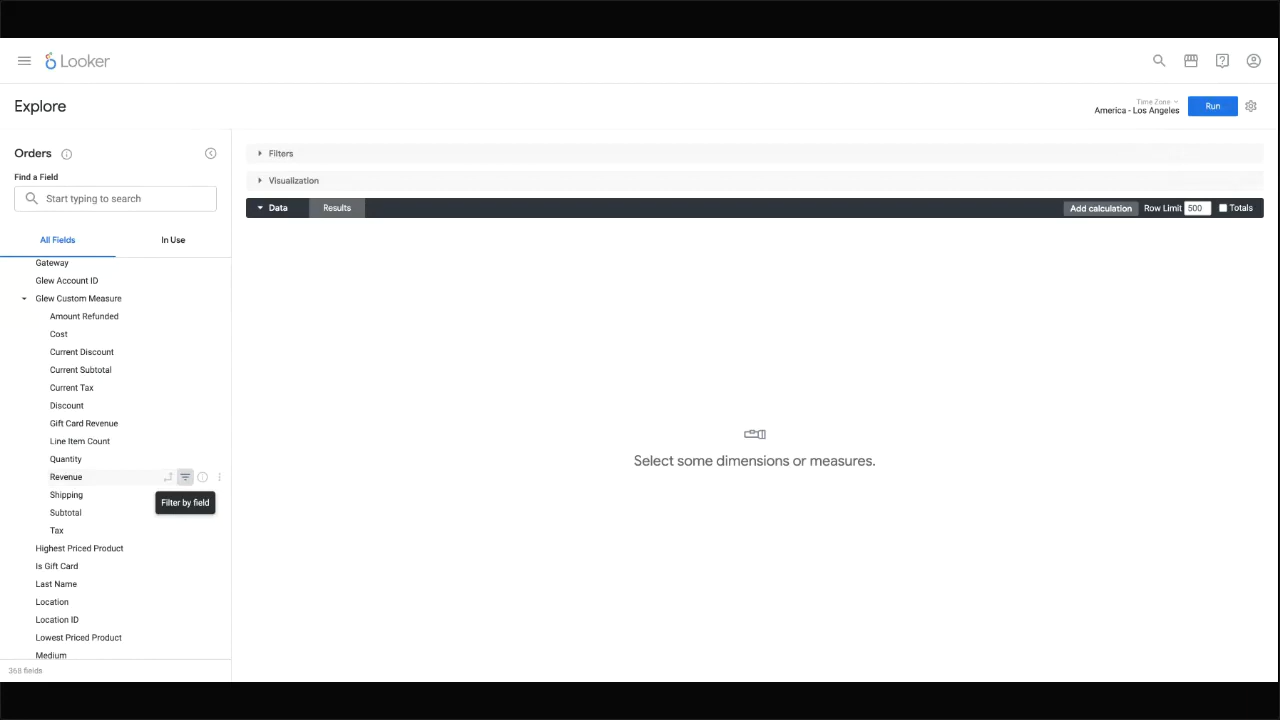 Looker
Explore
Time Zone
America - Los Angeles
Run
Orders
Find a Field
Start typing to search
All Fields
In Use
Gateway
Glew Account ID
Glew Custom Measure
Amount Refunded
Cost
Current Discount
Current Subtotal
Current Tax
Discount
Gift Card Revenue
Line Item Count
Quantity
Revenue
Filter by field
Shipping
Subtotal
Tax
Highest Priced Product
Is Gift Card
Last Name
Location
Location ID
Lowest Priced Product
Medium
368 fields
Filters
Visualization
Data Results Add calculation Row Limit 500 Totals
Select some dimensions or measures.